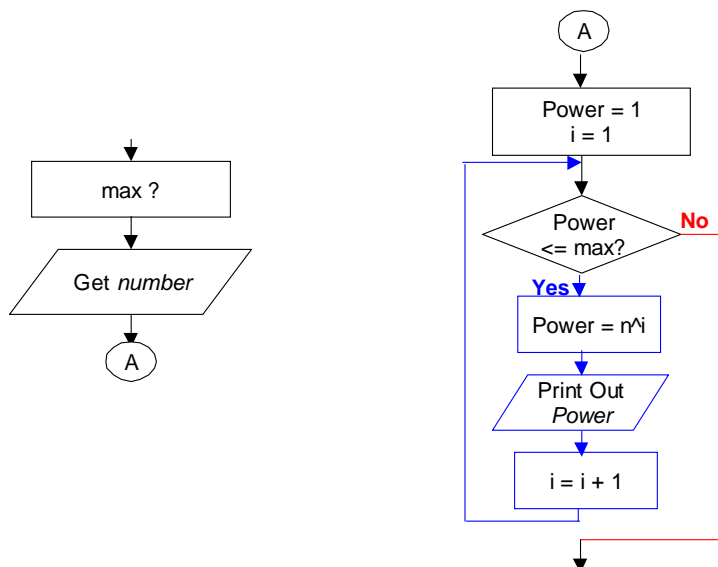 max ?
Get number
A
A
Power = 1
i = 1
Power
<= max?
No
Yes
Power = n^i
Print Out
Power
i = i + 1